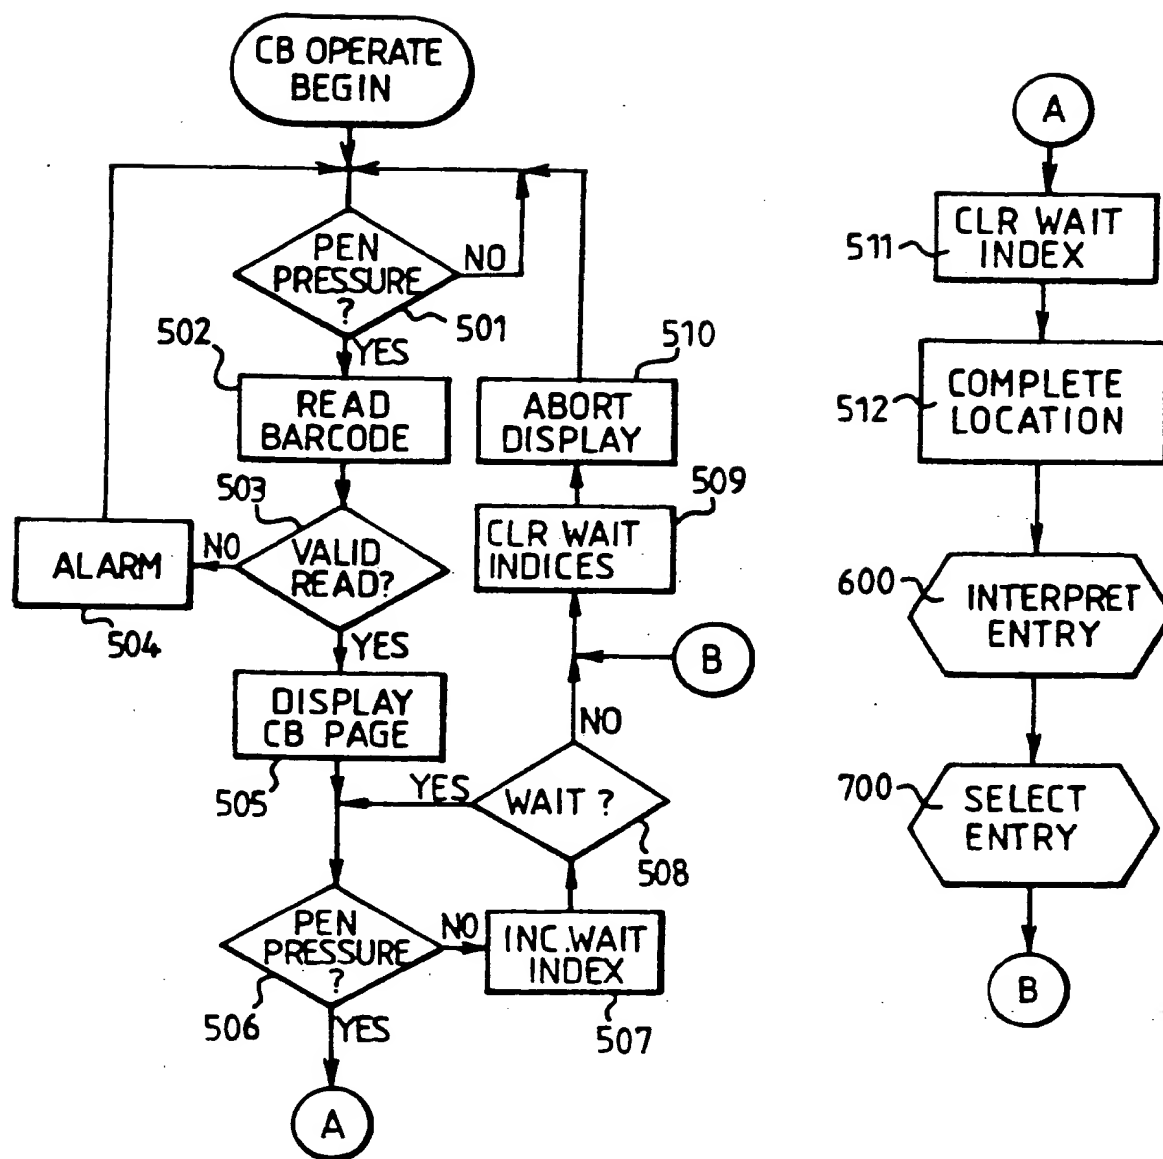 CB OPERATE
BEGIN
PEN
PRESSURE
?
NO
501
YES
502
READ
BARCODE
503
VALID
READ?
NO
ALARM
504
YES
DISPLAY
CB PAGE
505
PEN
PRESSURE
?
506
NO
YES
A
INC.WAIT
INDEX
507
WAIT ?
508
YES
NO
B
CLR WAIT
INDICES
509
ABORT
DISPLAY
510
A
CLR WAIT
INDEX
511
COMPLETE
LOCATION
512
INTERPRET
ENTRY
600
SELECT
ENTRY
700
B